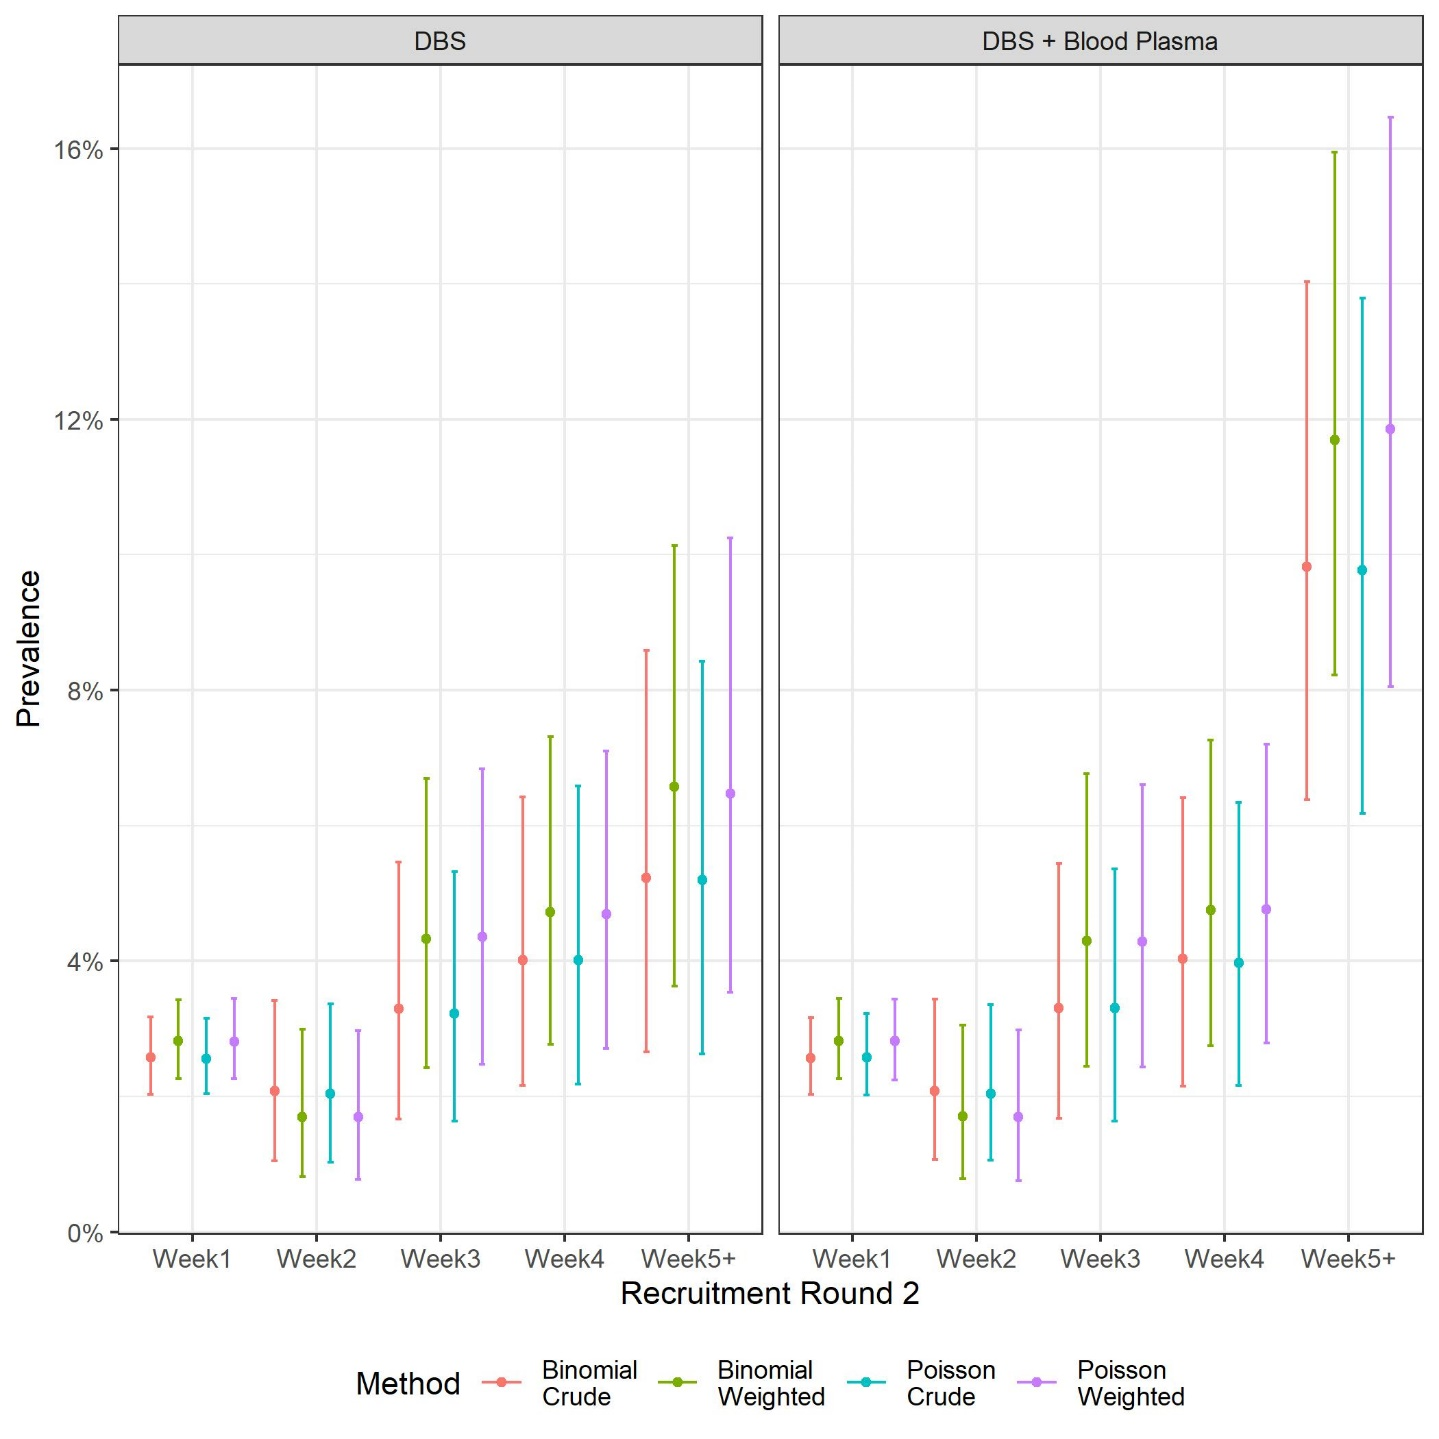 DBS
DBS + Blood Plasma
16%
12%
8%
4%
0%
Prevalence
Week1 Week2 Week3 Week4 Week5+
Week1 Week2 Week3 Week4 Week5+
Recruitment Round 2
Method
Binomial
Crude
Binomial
Weighted
Poisson
Crude
Poisson
Weighted